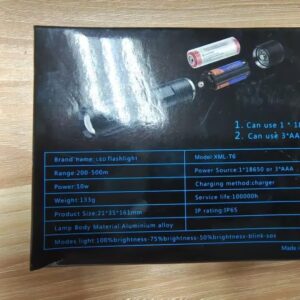 1. Can use 1 * 18
2. Can use 3*AA
Brand name: LED flashlight
Model:XML-T6
Range 200-500m
Power Source:1*18650 or 3*AAA
Power:50w
Charging method:charger
Weight:133g
Service life:100000h
Product Size:21*35*161mm
IP rating:IP65
Lamp Body Material:Aluminium alloy
Modes light:100%brightness-75%brightness-50%brightness-blink-sos
Made